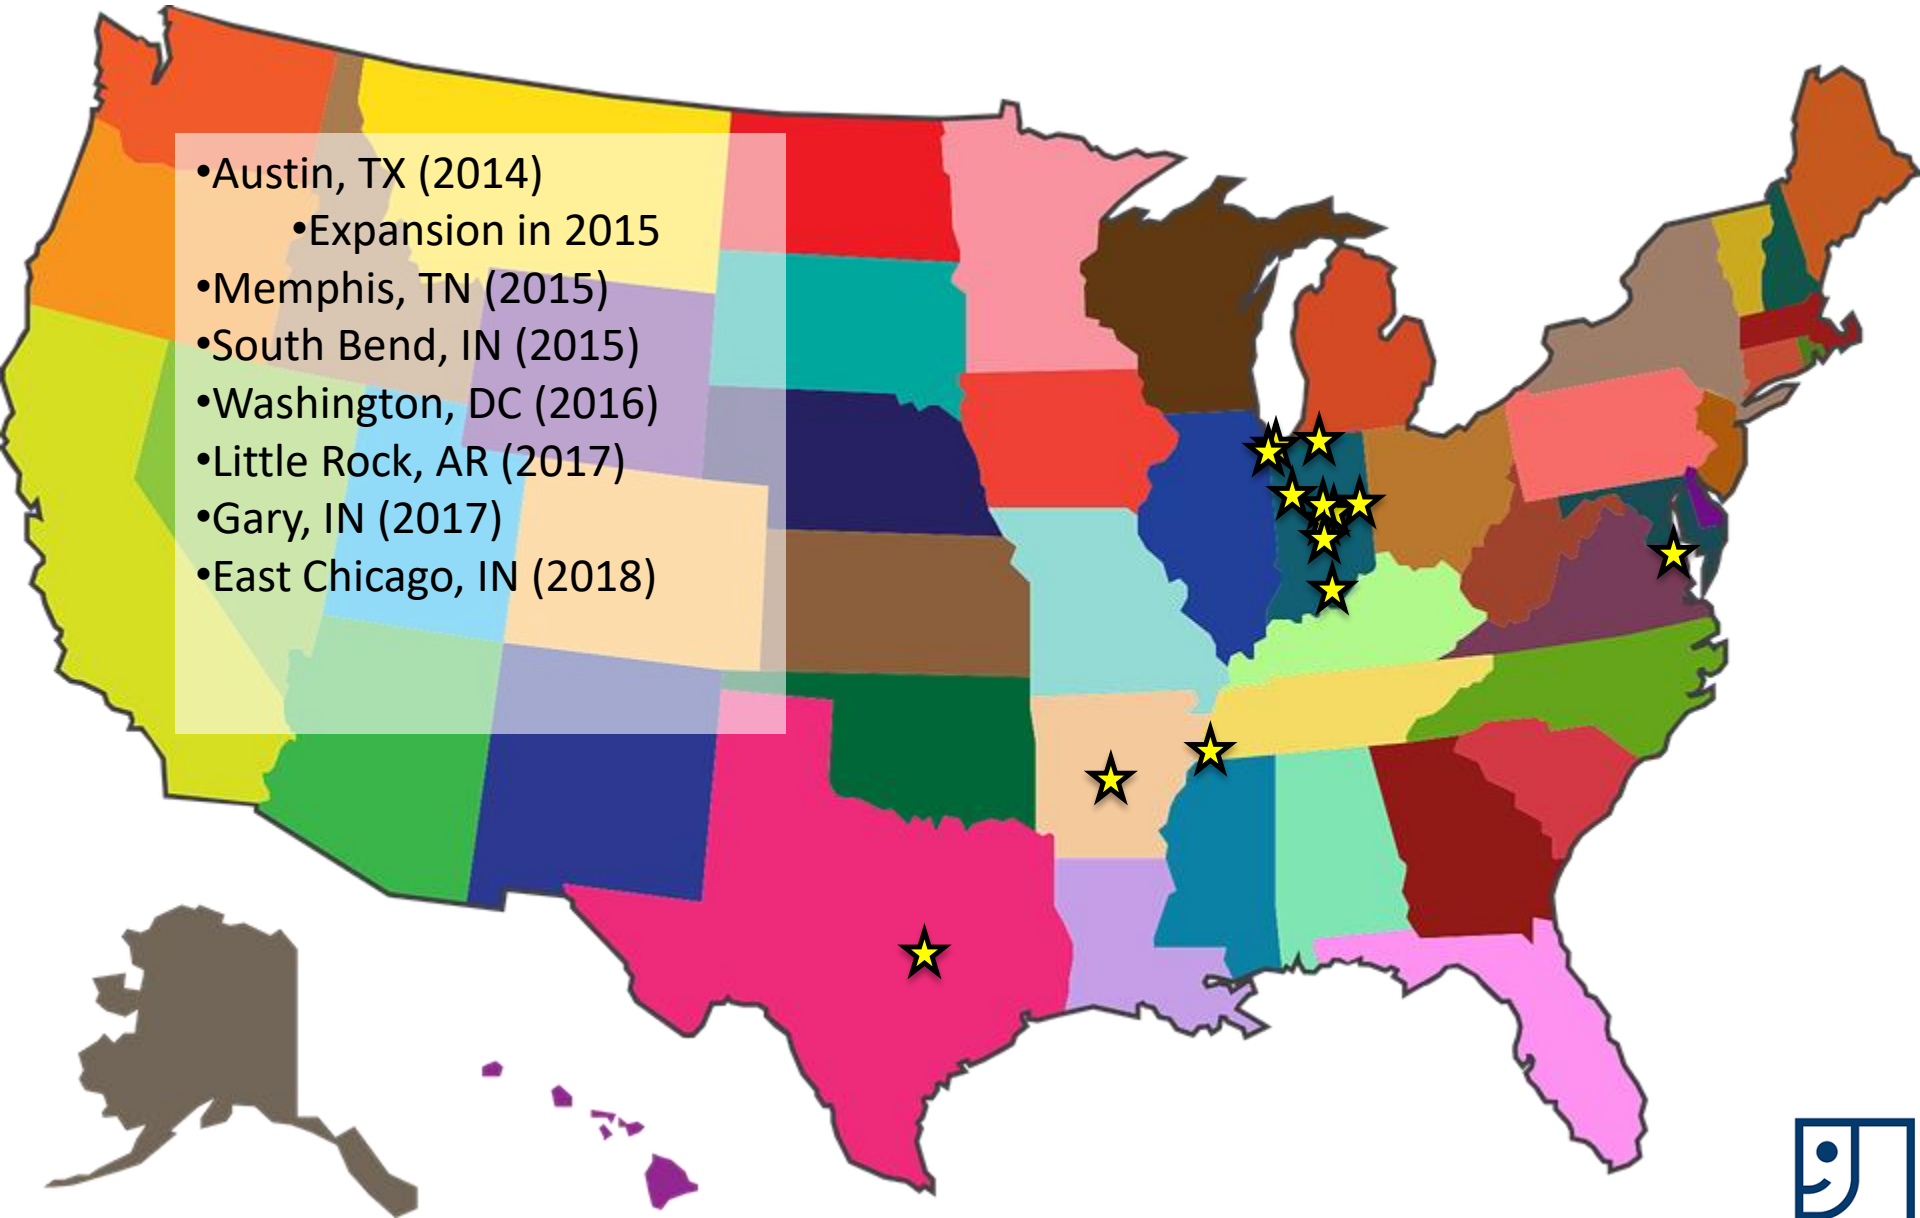 •Austin, TX (2014)
•Expansion in 2015
•Memphis, TN (2015)
•South Bend, IN (2015)
•Washington, DC (2016)
•Little Rock, AR (2017)
•Gary, IN (2017)
•East Chicago, IN (2018)